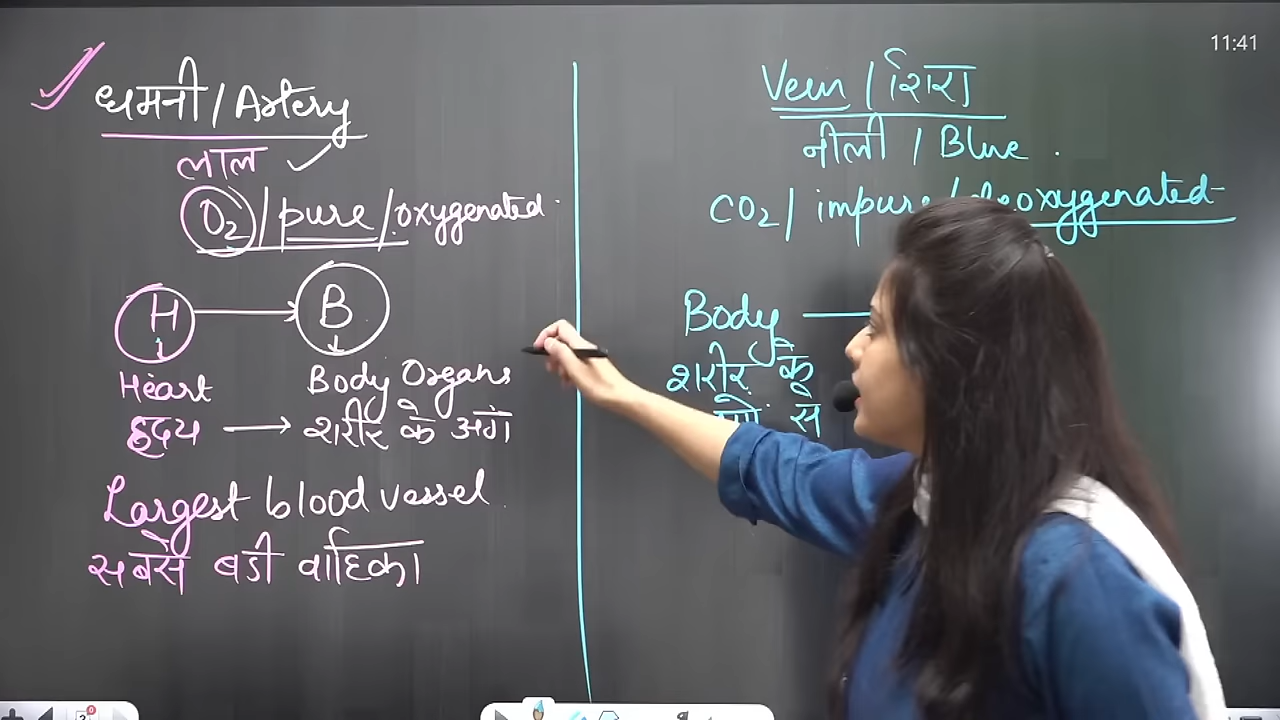 11:41
धमनी / Artery
लाल
O2 / pure / oxygenated
H
B
Heart
Body Organs
हृदय → शरीर के अंग
Largest blood vessel
सबसे बडी वाहिका
Vein / शिरा
नीली / Blue
CO2 / impure / deoxygenated
Body
शरीर के
से